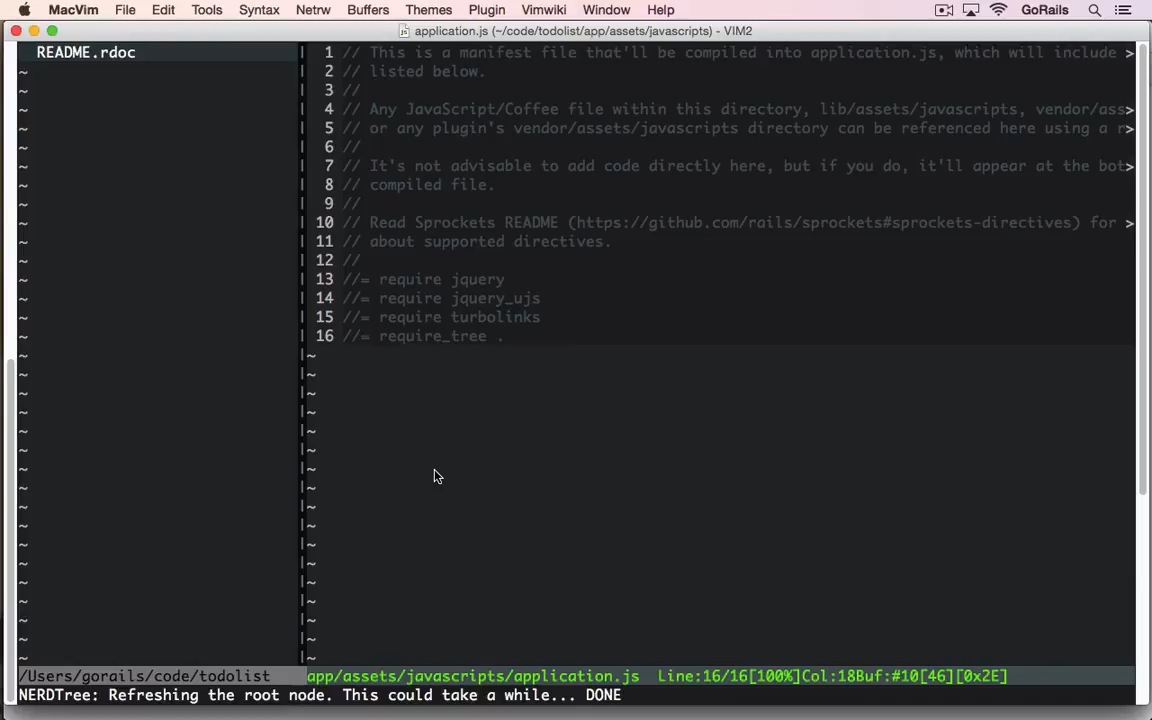 MacVim File Edit Tools Syntax Netrw Buffers Themes Plugin Vimwiki Window Help GoRails
application.js (~/code/todolist/app/assets/javascripts) - VIM2
README.rdoc
1 // This is a manifest file that'll be compiled into application.js, which will include >
2 // listed below.
3 //
4 // Any JavaScript/Coffee file within this directory, lib/assets/javascripts, vendor/ass>
5 // or any plugin's vendor/assets/javascripts directory can be referenced here using a r>
6 //
7 // It's not advisable to add code directly here, but if you do, it'll appear at the bot>
8 // compiled file.
9 //
10 // Read Sprockets README (https://github.com/rails/sprockets#sprockets-directives) for >
11 // about supported directives.
12 //
13 //= require jquery
14 //= require jquery_ujs
15 //= require turbolinks
16 //= require_tree .
/Users/gorails/code/todolist app/assets/javascripts/application.js Line:16/16[100%]Col:18Buf:#10[46][0x2E]
NERDTree: Refreshing the root node. This could take a while... DONE